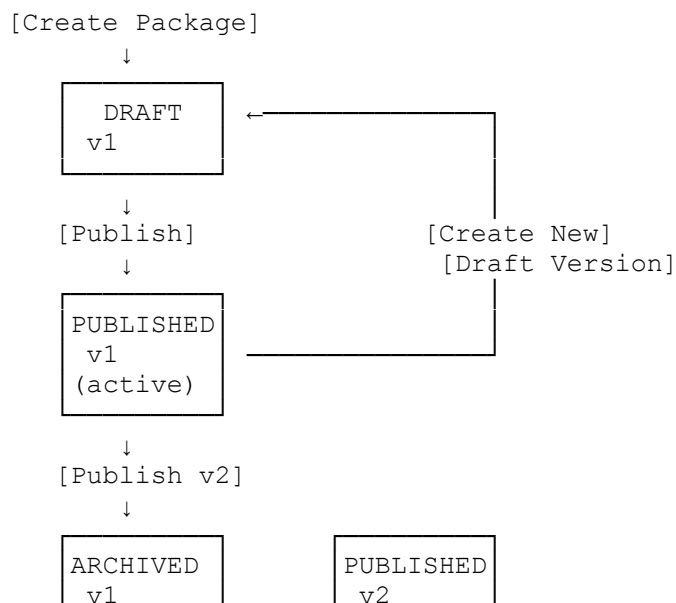 [Create Package]
↓
DRAFT ←
v1
↓
[Publish] [Create New]
↓ [Draft Version]
PUBLISHED
v1
(active)
↓
[Publish v2]
↓
ARCHIVED PUBLISHED
v1 v2